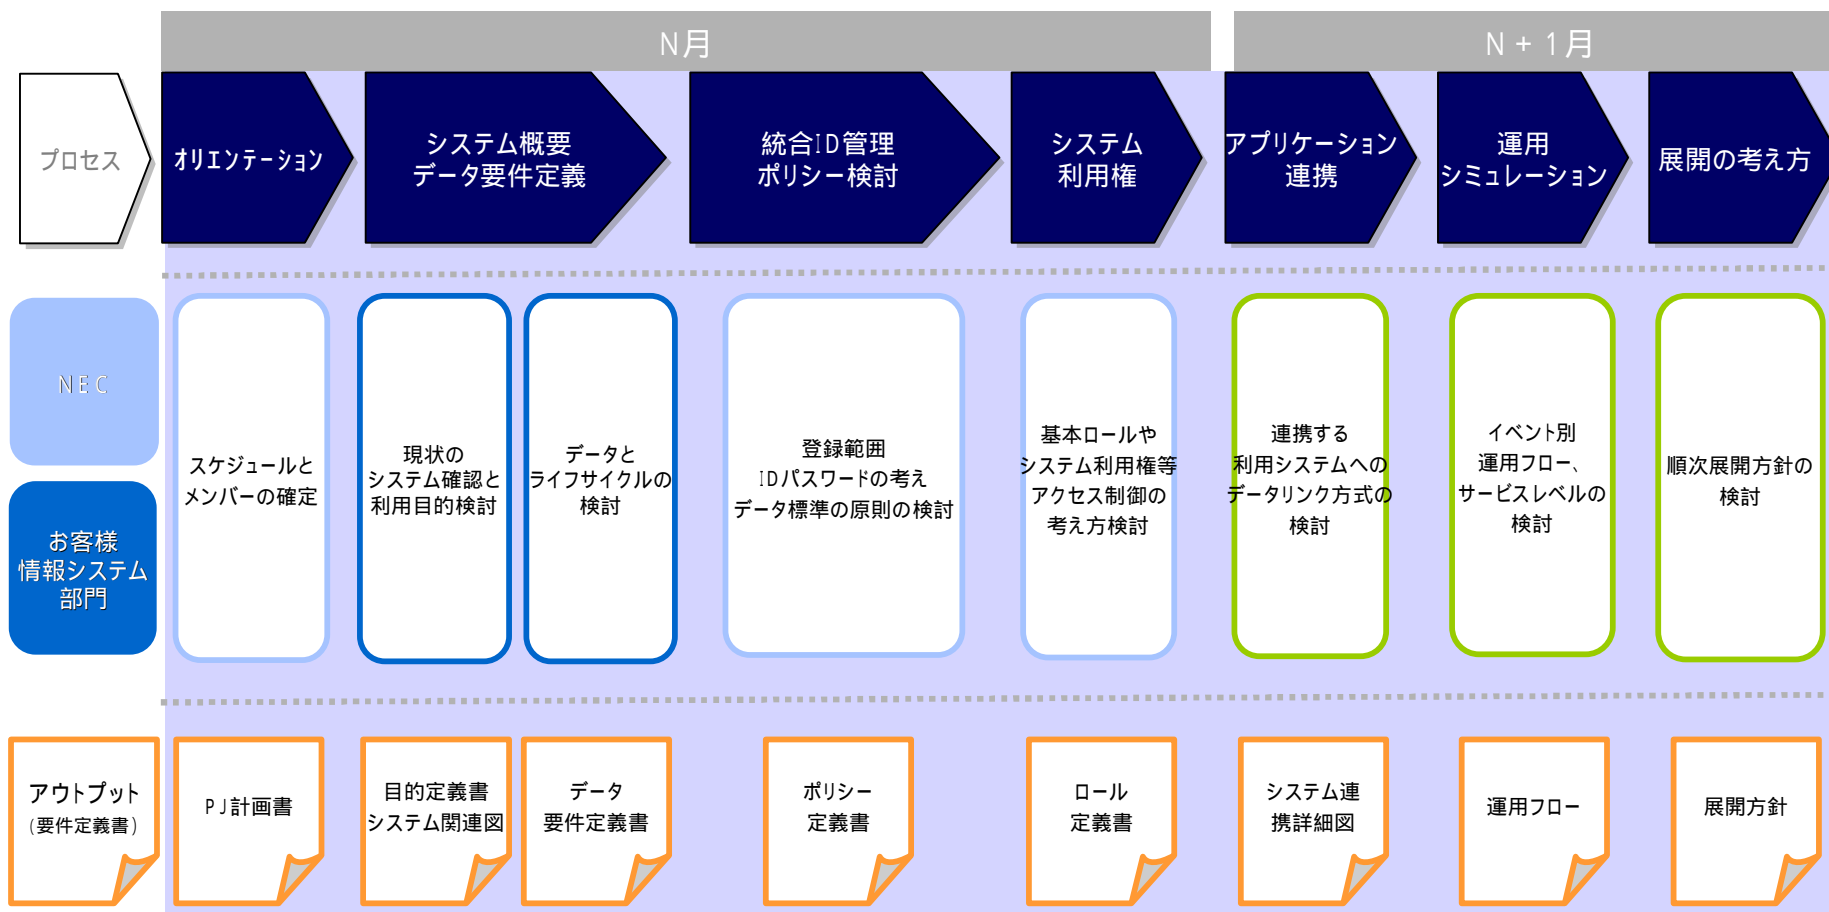 N月
N+1月
プロセス
オリエンテーション
システム概要
データ要件定義
統合ID管理
ポリシー検討
システム
利用権
アプリケーション
連携
運用
シミュレーション
展開の考え方
NEC
お客様
情報システム
部門
スケジュールと
メンバーの確定
現状の
システム確認と
利用目的検討
データと
ライフサイクルの
検討
登録範囲
IDパスワードの考え
データ標準の原則の検討
基本ロールや
システム利用権等
アクセス制御の
考え方検討
連携する
利用システムへの
データリンク方式の
検討
イベント別
運用フロー、
サービスレベルの
検討
順次展開方針の
検討
アウトプット
(要件定義書)
PJ計画書
目的定義書
システム関連図
データ
要件定義書
ポリシー
定義書
ロール
定義書
システム連
携詳細図
運用フロー
展開方針